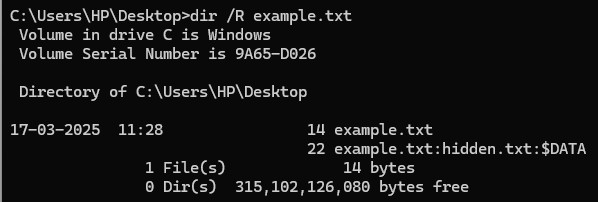 C:\Users\HP\Desktop>dir /R example.txt
 Volume in drive C is Windows
 Volume Serial Number is 9A65-D026

 Directory of C:\Users\HP\Desktop

17-03-2025  11:28                14 example.txt
                                 22 example.txt:hidden.txt:$DATA
               1 File(s)             14 bytes
               0 Dir(s)  315,102,126,080 bytes free